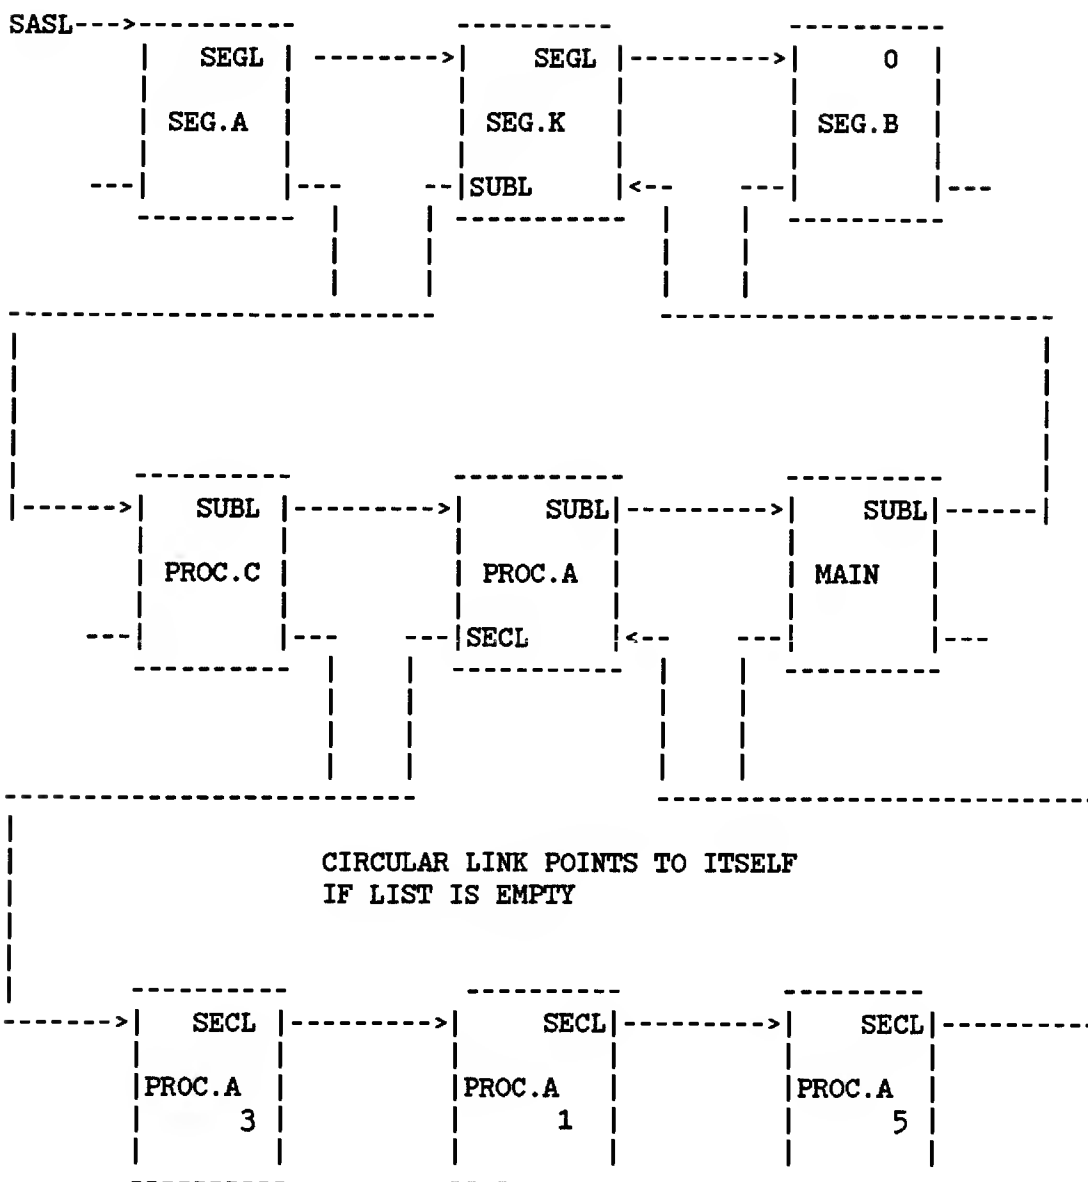 SASL--->
SEGL -------->| SEGL |---------->| 0
SEG.A SEG.K SEG.B
SUBL
SUBL |---------->| SUBL|---------->| SUBL|------
PROC.C PROC.A MAIN
SECL
CIRCULAR LINK POINTS TO ITSELF
IF LIST IS EMPTY
SECL |---------->| SECL|---------->| SECL|---------
PROC.A PROC.A PROC.A
3 1 5